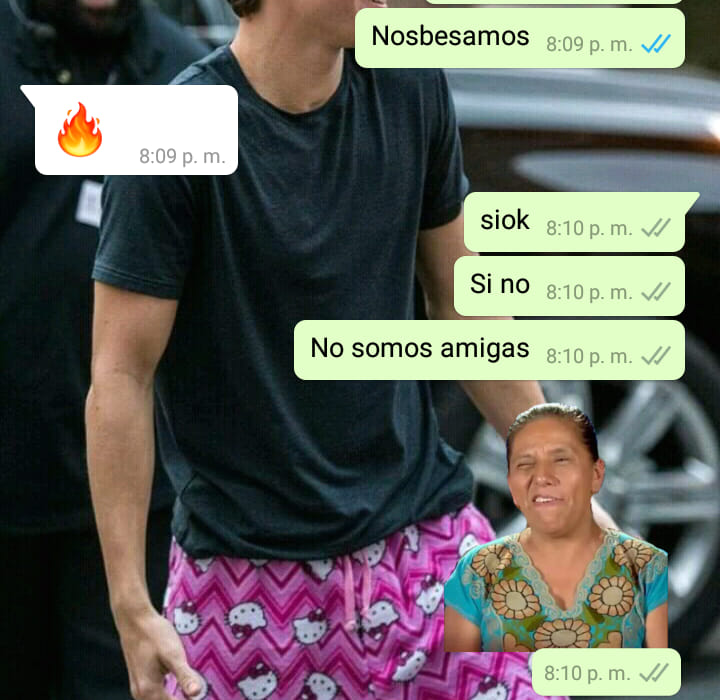 Nosbesamos 8:09 p. m.
🔥
8:09 p. m.
siok 8:10 p. m.
Si no 8:10 p. m.
No somos amigas 8:10 p. m.
8:10 p. m.